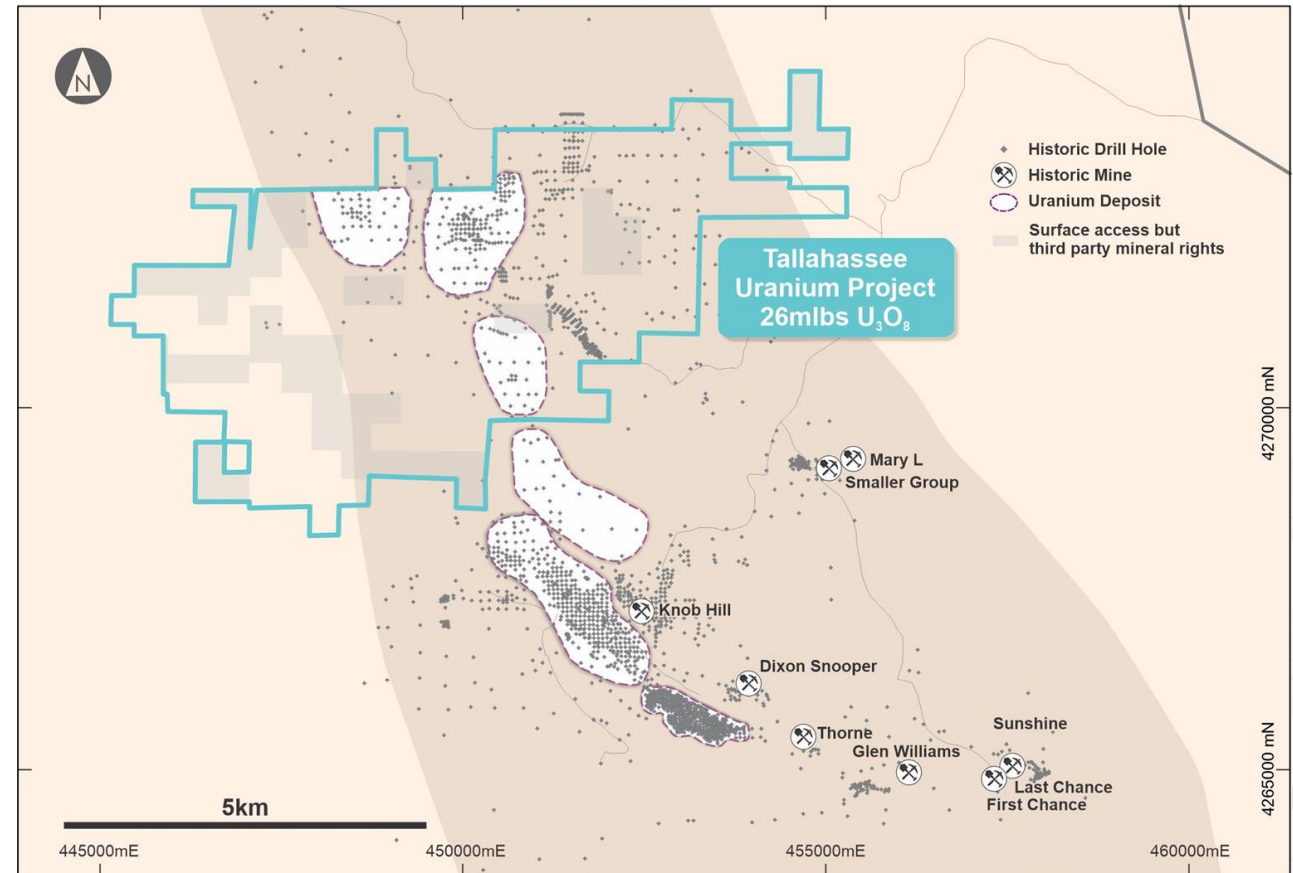 N
Historic Drill Hole
Historic Mine
Uranium Deposit
Surface access but
third party mineral rights
Tallahassee
Uranium Project
26mlbs U₃O₈
4270000 mN
Mary L
Smaller Group
Knob Hill
Dixon Snooper
Thorne
Sunshine
Glen Williams
4265000 mN
Last Chance
First Chance
5km
445000mE
450000mE
455000mE
460000mE